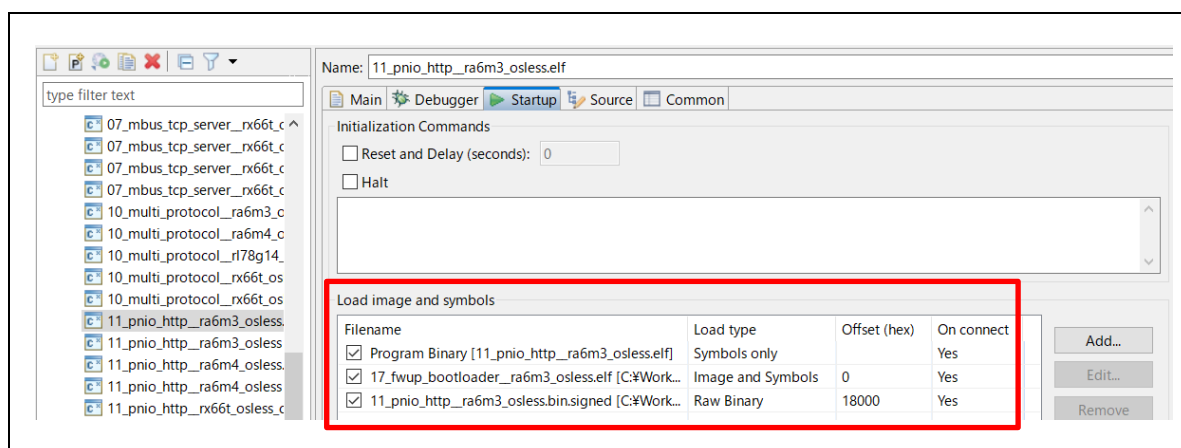 Name: 11_pnio_http__ra6m3_osless.elf
type filter text
Main Debugger Startup Source Common
07_mbus_tcp_server__rx66t_c
07_mbus_tcp_server__rx66t_c
07_mbus_tcp_server__rx66t_c
07_mbus_tcp_server__rx66t_c
10_multi_protocol__ra6m3_o
10_multi_protocol__ra6m4_o
10_multi_protocol__rl78g14_
10_multi_protocol__rx66t_os
10_multi_protocol__rx66t_os
11_pnio_http__ra6m3_osless.
11_pnio_http__ra6m3_osless
11_pnio_http__ra6m4_osless.
11_pnio_http__ra6m4_osless
11_pnio_http__rx66t_osless_c
Initialization Commands
Reset and Delay (seconds): 0
Halt
Load image and symbols
Filename Load type Offset (hex) On connect
Program Binary [11_pnio_http__ra6m3_osless.elf] Symbols only Yes
17_fwup_bootloader__ra6m3_osless.elf [C:¥Work... Image and Symbols 0 Yes
11_pnio_http__ra6m3_osless.bin.signed [C:¥Work... Raw Binary 18000 Yes
Add...
Edit...
Remove